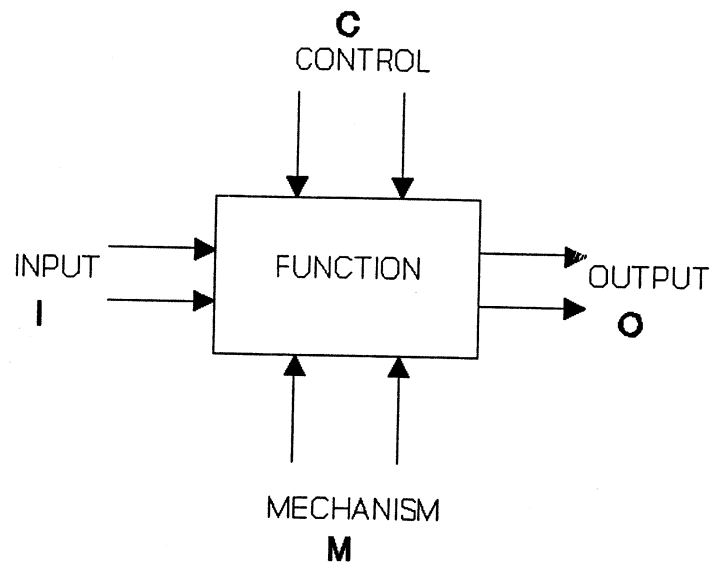 C
CONTROL
INPUT
I
FUNCTION
OUTPUT
O
MECHANISM
M